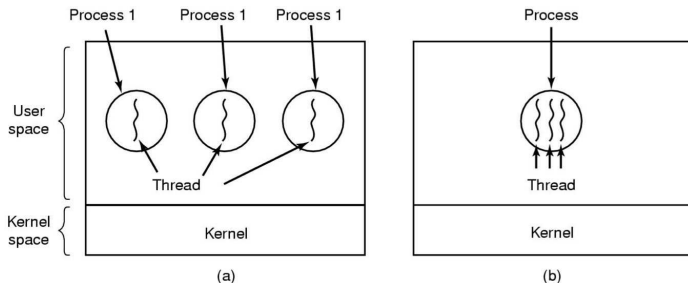 Process 1 Process 1 Process 1 Process
User
space
Thread Thread
Kernel
space
Kernel Kernel
(a) (b)